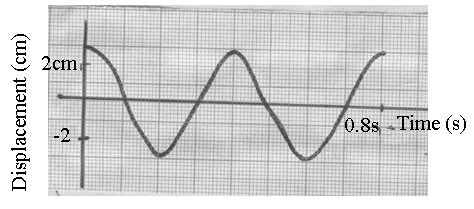 Displacement (cm)
2cm
-2
0.8s
Time (s)